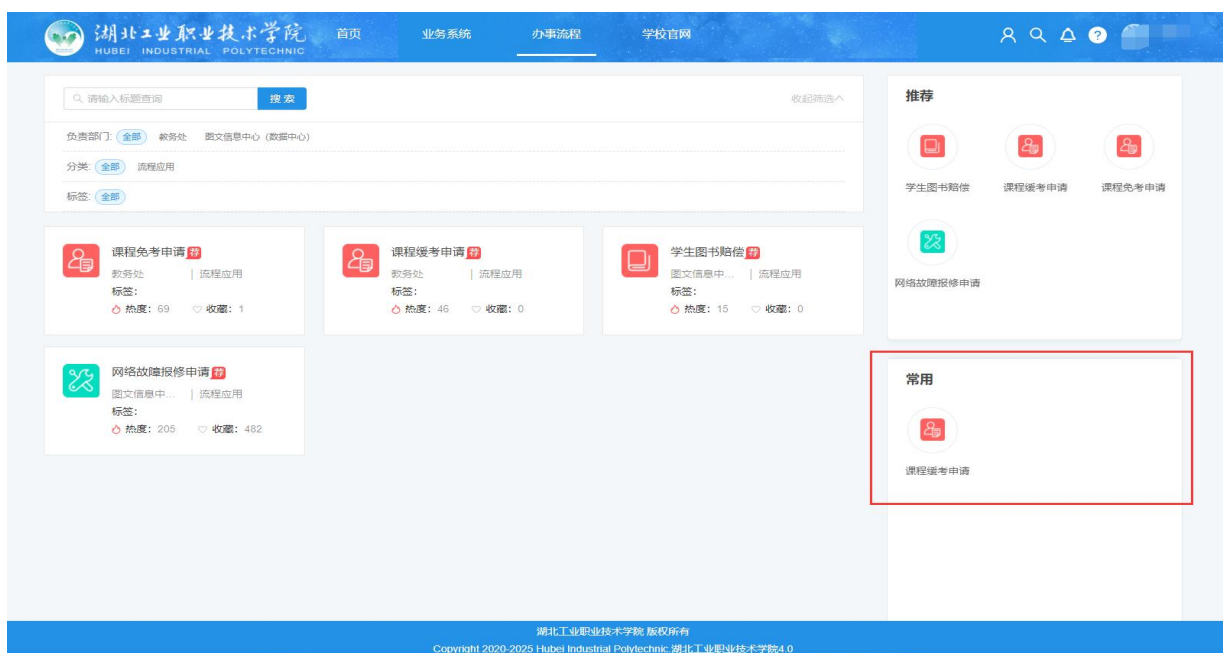 湖北工业职业技术学院
HUBEI INDUSTRIAL POLYTECHNIC
首页
业务系统
办事流程
学校官网
请输入标题查询
搜索
收起筛选
负责部门: 全部 教务处 图文信息中心 (数据中心)
分类: 全部 流程应用
标签: 全部
课程免考申请 荐
教务处 | 流程应用
标签:
热度: 69 收藏: 1
课程缓考申请 荐
教务处 | 流程应用
标签:
热度: 46 收藏: 0
学生图书赔偿 荐
图文信息中... | 流程应用
标签:
热度: 15 收藏: 0
网络故障报修申请 荐
图文信息中... | 流程应用
标签:
热度: 205 收藏: 482
推荐
学生图书赔偿
课程缓考申请
课程免考申请
网络故障报修申请
常用
课程缓考申请
湖北工业职业技术学院 版权所有
Copyright 2020-2025 Hubei Industrial Polytechnic.湖北工业职业技术学院4.0